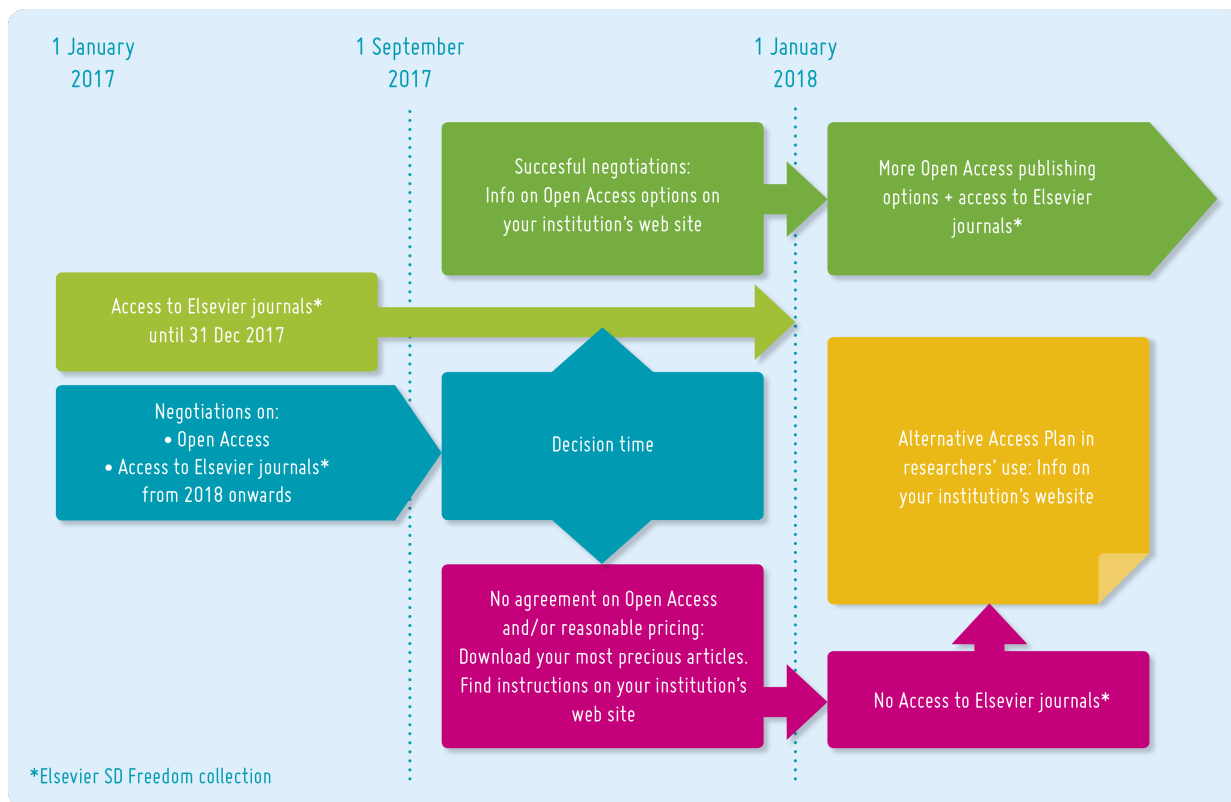 1 January
2017
1 September
2017
1 January
2018
Succesful negotiations:
Info on Open Access options on
your institution's web site
More Open Access publishing
options + access to Elsevier
journals*
Access to Elsevier journals*
until 31 Dec 2017
Negotiations on:
• Open Access
• Access to Elsevier journals*
from 2018 onwards
Decision time
Alternative Access Plan in
researchers' use: Info on
your institution's website
No agreement on Open Access
and/or reasonable pricing:
Download your most precious articles.
Find instructions on your institution's
web site
No Access to Elsevier journals*
*Elsevier SD Freedom collection